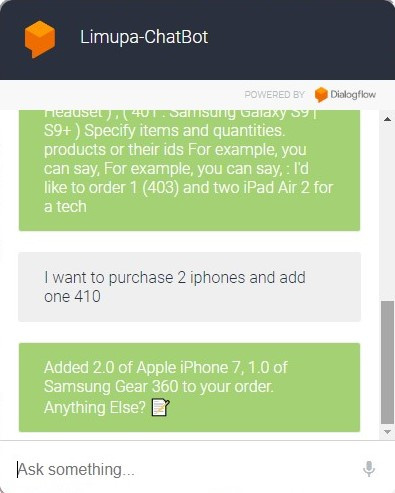 Limupa-ChatBot
POWERED BY Dialogflow
Headset ) , ( 401 : Samsung Galaxy S9 |
S9+ ) Specify items and quantities.
products or their ids For example, you
can say, For example, you can say, : I'd
like to order 1 (403) and two iPad Air 2 for
a tech
I want to purchase 2 iphones and add
one 410
Added 2.0 of Apple iPhone 7, 1.0 of
Samsung Gear 360 to your order.
Anything Else? 📝
Ask something...